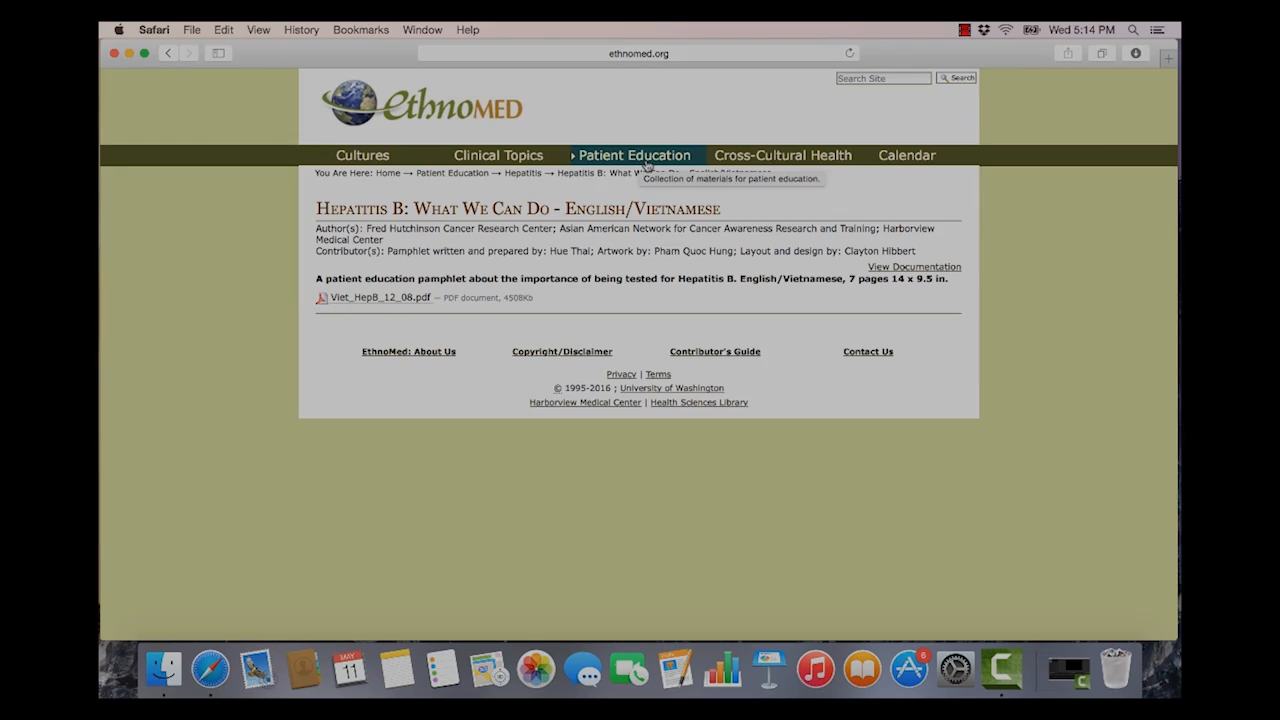 Safari File Edit View History Bookmarks Window Help Wed 5:14 PM
ethnomed.org
Search Site Search
ethnoMED
Cultures Clinical Topics Patient Education Cross-Cultural Health Calendar
You Are Here: Home → Patient Education → Hepatitis → Hepatitis B: What
Collection of materials for patient education.
Hepatitis B: What We Can Do - English/Vietnamese
Author(s): Fred Hutchinson Cancer Research Center; Asian American Network for Cancer Awareness Research and Training; Harborview
Medical Center
Contributor(s): Pamphlet written and prepared by: Hue Thai; Artwork by: Pham Quoc Hung; Layout and design by: Clayton Hibbert
View Documentation
A patient education pamphlet about the importance of being tested for Hepatitis B. English/Vietnamese, 7 pages 14 x 9.5 in.
Viet_HepB_12_08.pdf — PDF document, 4508Kb
EthnoMed: About Us Copyright/Disclaimer Contributor's Guide Contact Us
Privacy | Terms
© 1995-2016 ; University of Washington
Harborview Medical Center | Health Sciences Library
MAY
11
6